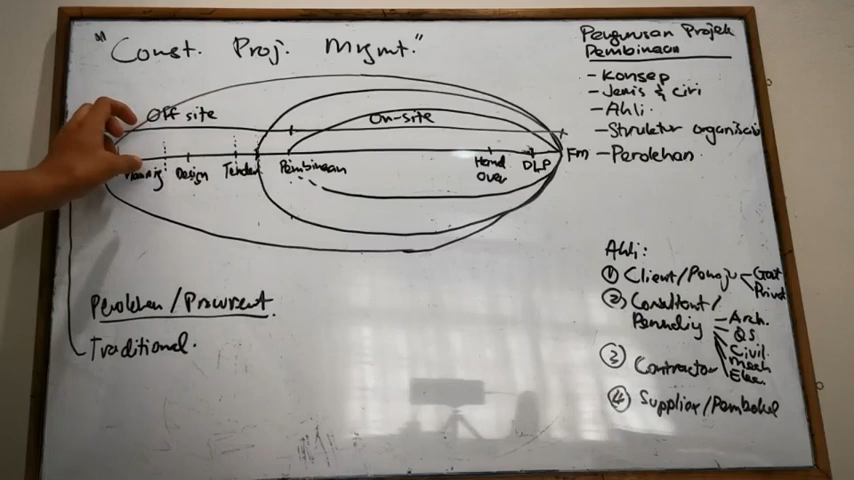 "Const. Proj. Mgmt."
Off site
On-site
Design
Tender
Pembinaan
Hand
Over
DLP
Fm
Perolehan/Procurement
Traditional.
Pengurusan Projek
Pembinaan
- Konsep
- Jenis & ciri
- Ahli.
- Struktur organisasi
- Perolehan
Ahli:
① Client/
Govt
Private
② Consultant/
Arch.
QS
Civil
Mech
Elec.
③ Contractor
④ Supplier/Pembekal